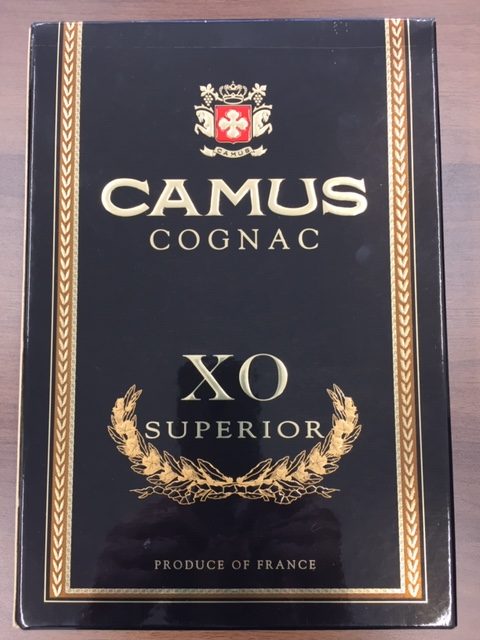 CAMUS
CAMUS
COGNAC
XO
SUPERIOR
PRODUCE OF FRANCE